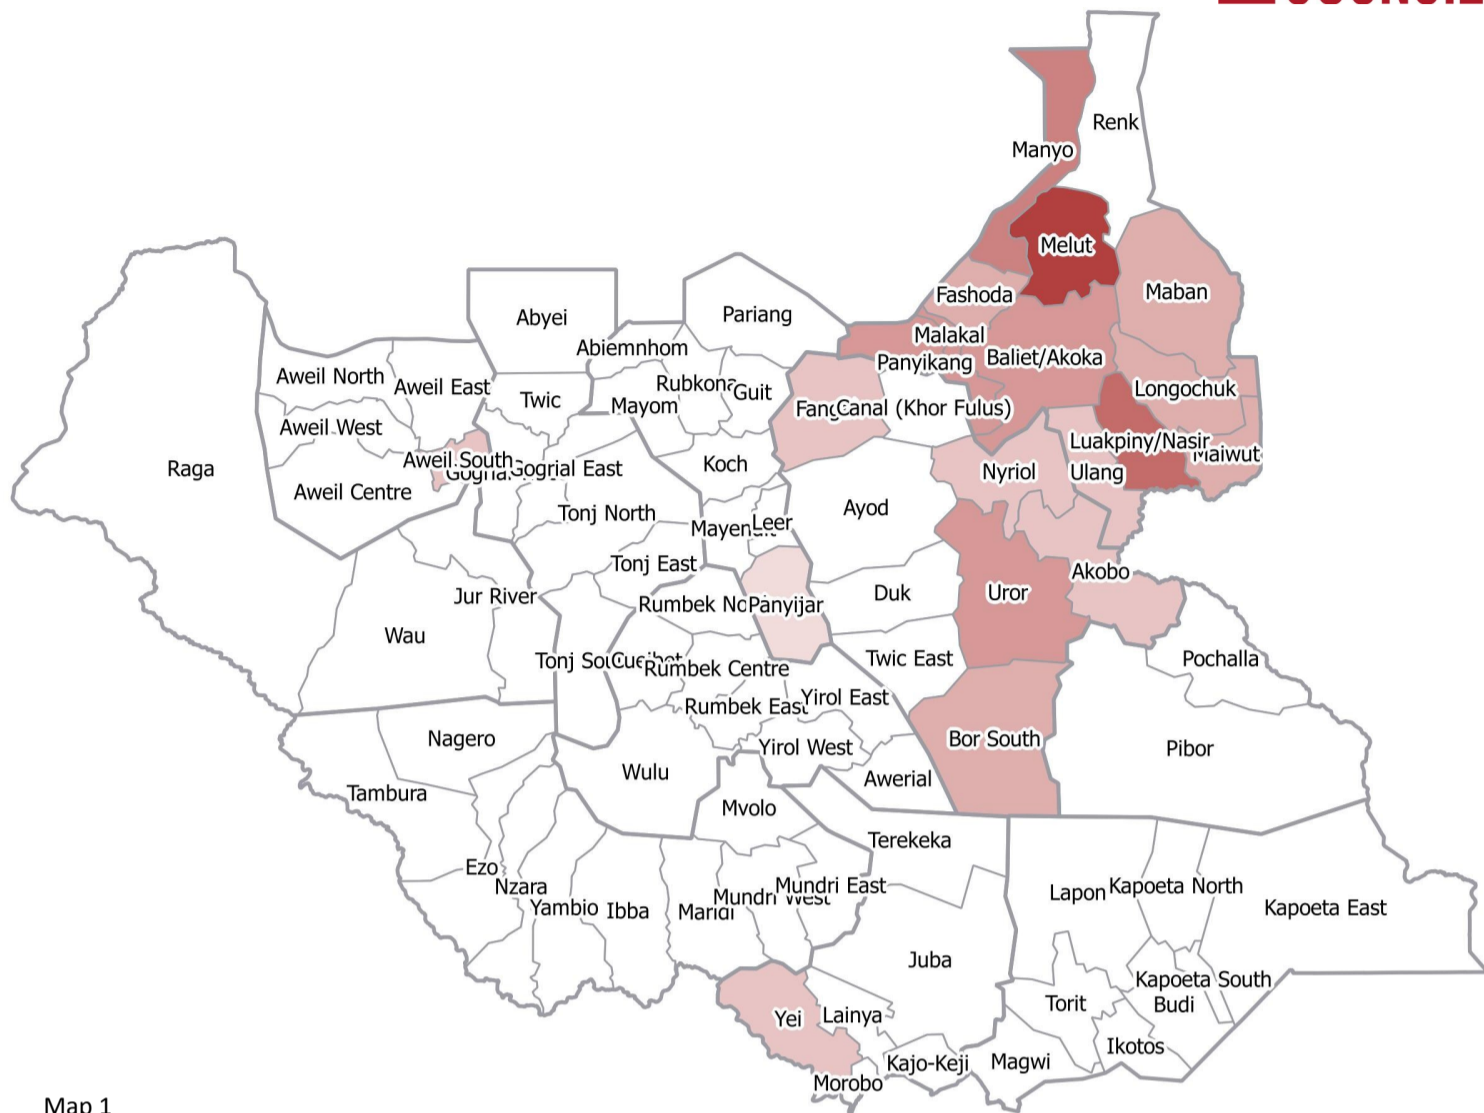 Renk
Manyo
Melut
Maban
Fashoda
Abyei
Pariang
Malakal
Abiemnhom
Baliet/Akoka
Panyikang
Aweil North
Aweil East
Rubkona
Guit
Longochuk
Twic
Mayom
Canal (Khor Fulus)
Aweil West
Luakpiny/Nasir
Maiwut
Aweil South
Gogrial East
Koch
Nyriol
Ulang
Raga
Aweil Centre
Ayod
Tonj North
Leer
Tonj East
Akobo
Jur River
Duk
Uror
Panyijar
Wau
Twic East
Pochalla
Rumbek Centre
Yirol East
Rumbek East
Nagero
Bor South
Yirol West
Pibor
Wulu
Awerial
Tambura
Mvolo
Terekeka
Ezo
Nzara
Mundri East
Kapoeta North
Lapon
Yambio
Ibba
Maridi
Mundri West
Kapoeta East
Juba
Kapoeta South
Torit
Budi
Yei
Lainya
Ikotos
Kajo-Keji
Magwi
Morobo
Map 1